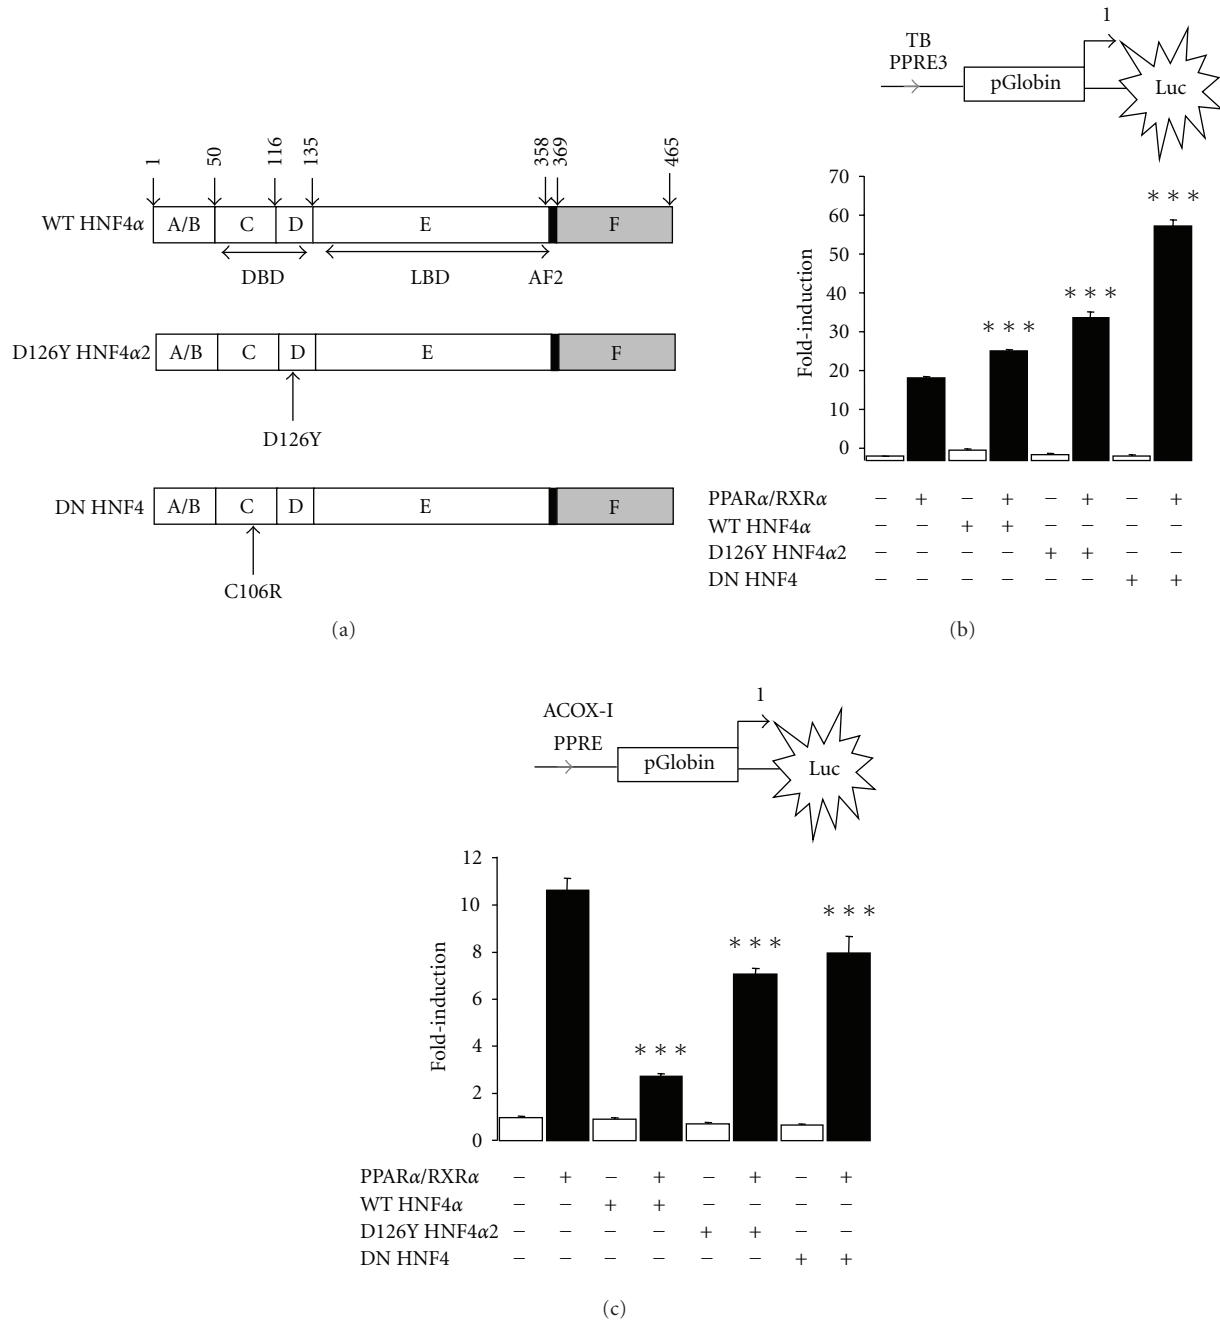 1 50 116 135 358 369 465
WT HNF4α A/B C D E F
DBD LBD AF2
D126Y HNF4α2 A/B C D E F
D126Y
DN HNF4 A/B C D E F
C106R
(a)
1
TB
PPRE3
pGlobin Luc
70
60
50
40
30
20
10
0
Fold-induction
∗∗∗ ∗∗∗ ∗∗∗
PPARα/RXRα − + − + − + − +
WT HNF4α − − + + − − − −
D126Y HNF4α2 − − − − + + − −
DN HNF4 − − − − − − + +
(b)
1
ACOX-I
PPRE
pGlobin Luc
12
10
8
6
4
2
0
Fold-induction
∗∗∗ ∗∗∗ ∗∗∗
PPARα/RXRα − + − + − + − +
WT HNF4α − − + + − − − −
D126Y HNF4α2 − − − − + + − −
DN HNF4 − − − − − − + +
(c)